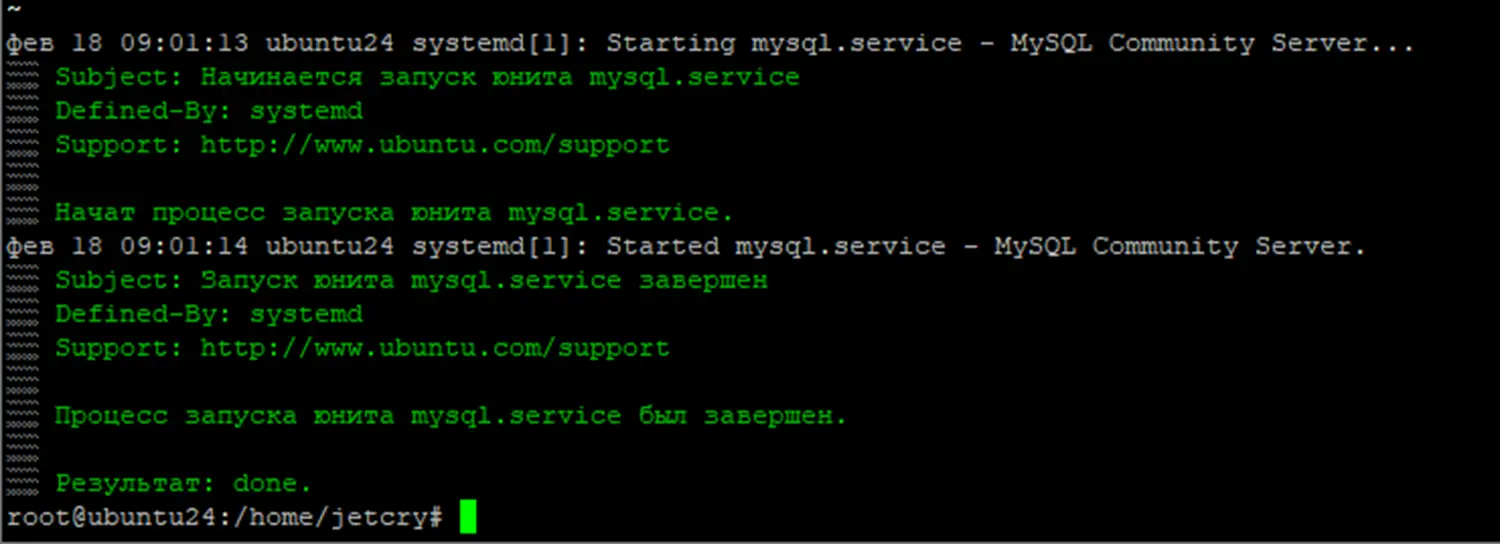 ~
фев 18 09:01:13 ubuntu24 systemd[1]: Starting mysql.service - MySQL Community Server...
Subject: Начинается запуск юнита mysql.service
Defined-By: systemd
Support: http://www.ubuntu.com/support
Начат процесс запуска юнита mysql.service.
фев 18 09:01:14 ubuntu24 systemd[1]: Started mysql.service - MySQL Community Server.
Subject: Запуск юнита mysql.service завершен
Defined-By: systemd
Support: http://www.ubuntu.com/support
Процесс запуска юнита mysql.service был завершен.
Результат: done.
root@ubuntu24:/home/jetcry#